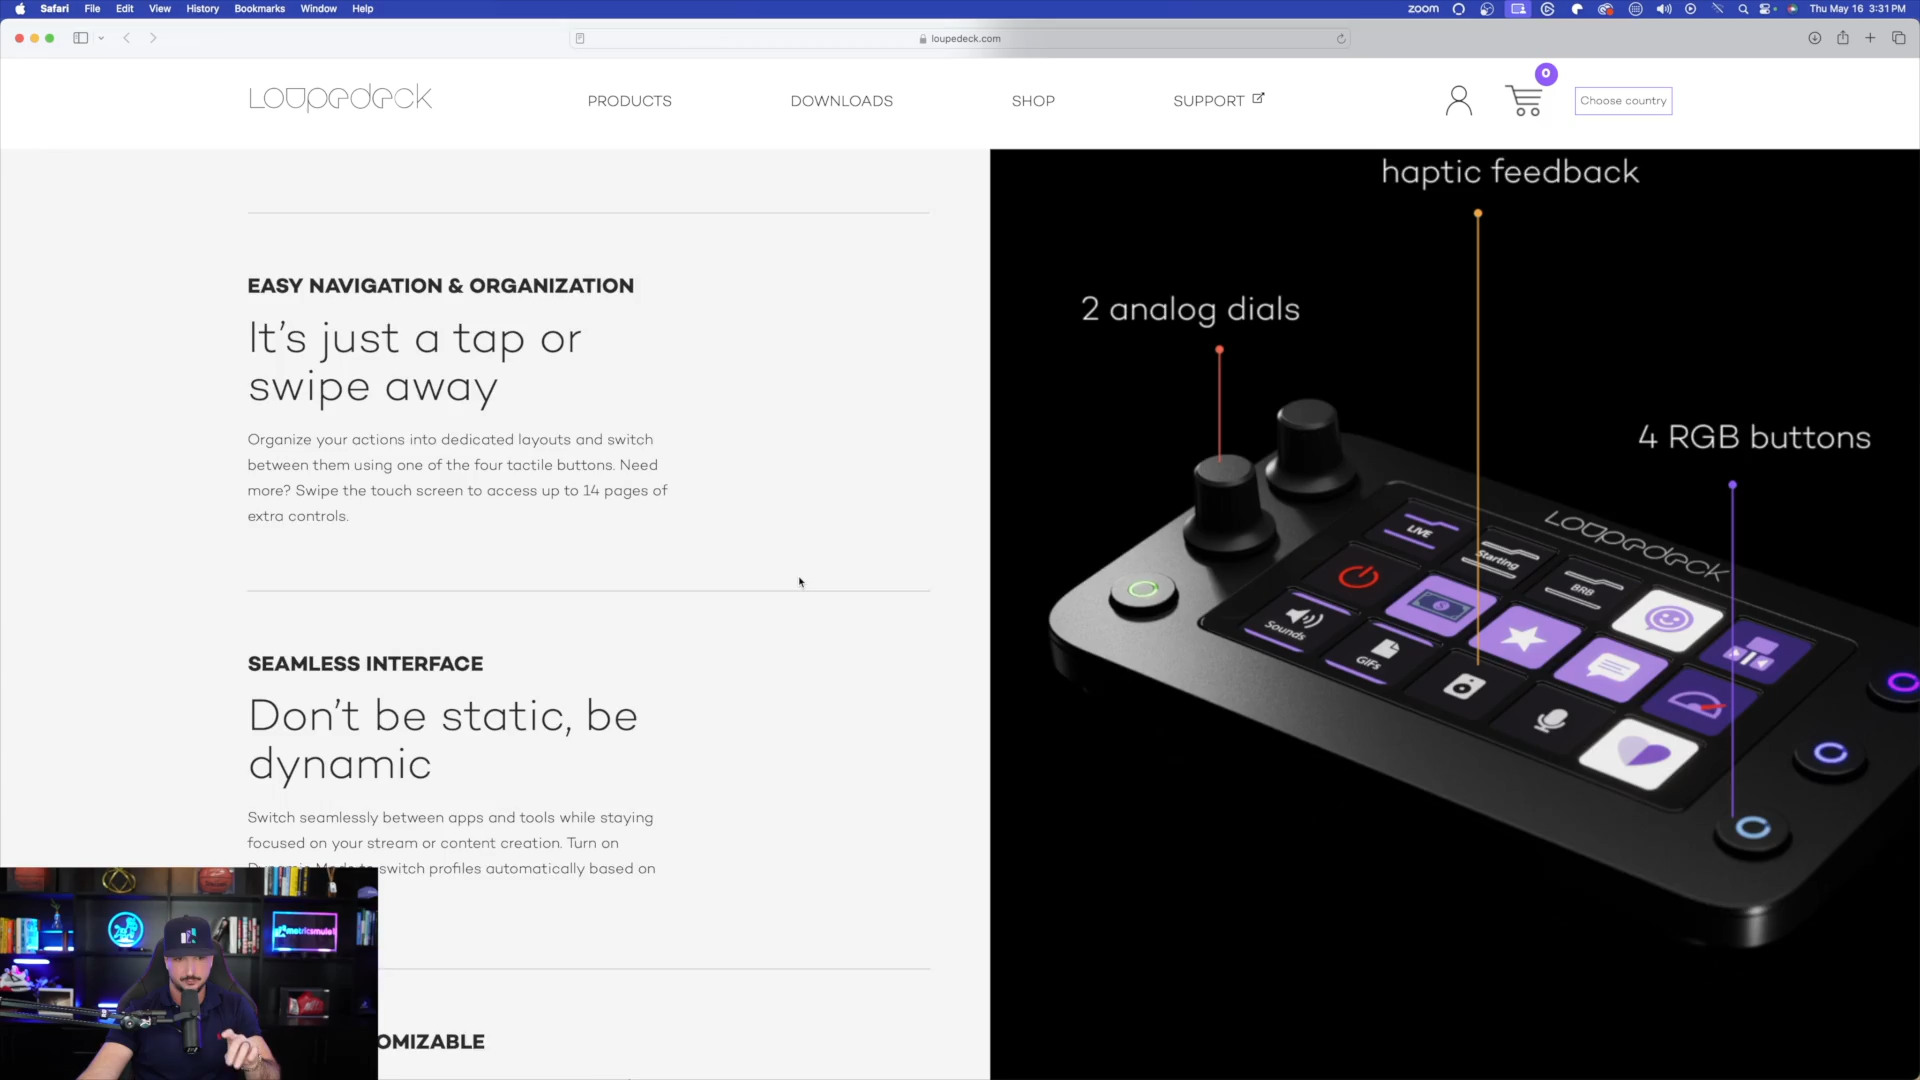 Safari File Edit View History Bookmarks Window Help
zoom
Thu May 16 3:31 PM
loupedeck.com
Loupedeck
PRODUCTS
DOWNLOADS
SHOP
SUPPORT
0
Choose country
EASY NAVIGATION & ORGANIZATION
It’s just a tap or
swipe away
Organize your actions into dedicated layouts and switch
between them using one of the four tactile buttons. Need
more? Swipe the touch screen to access up to 14 pages of
extra controls.
SEAMLESS INTERFACE
Don’t be static, be
dynamic
Switch seamlessly between apps and tools while staying
focused on your stream or content creation. Turn on
Dynamic Mode to switch profiles automatically based on
OMIZABLE
haptic feedback
2 analog dials
4 RGB buttons
Loupedeck
LIVE
Starting
BRB
Sounds
GIFs
metricsmule